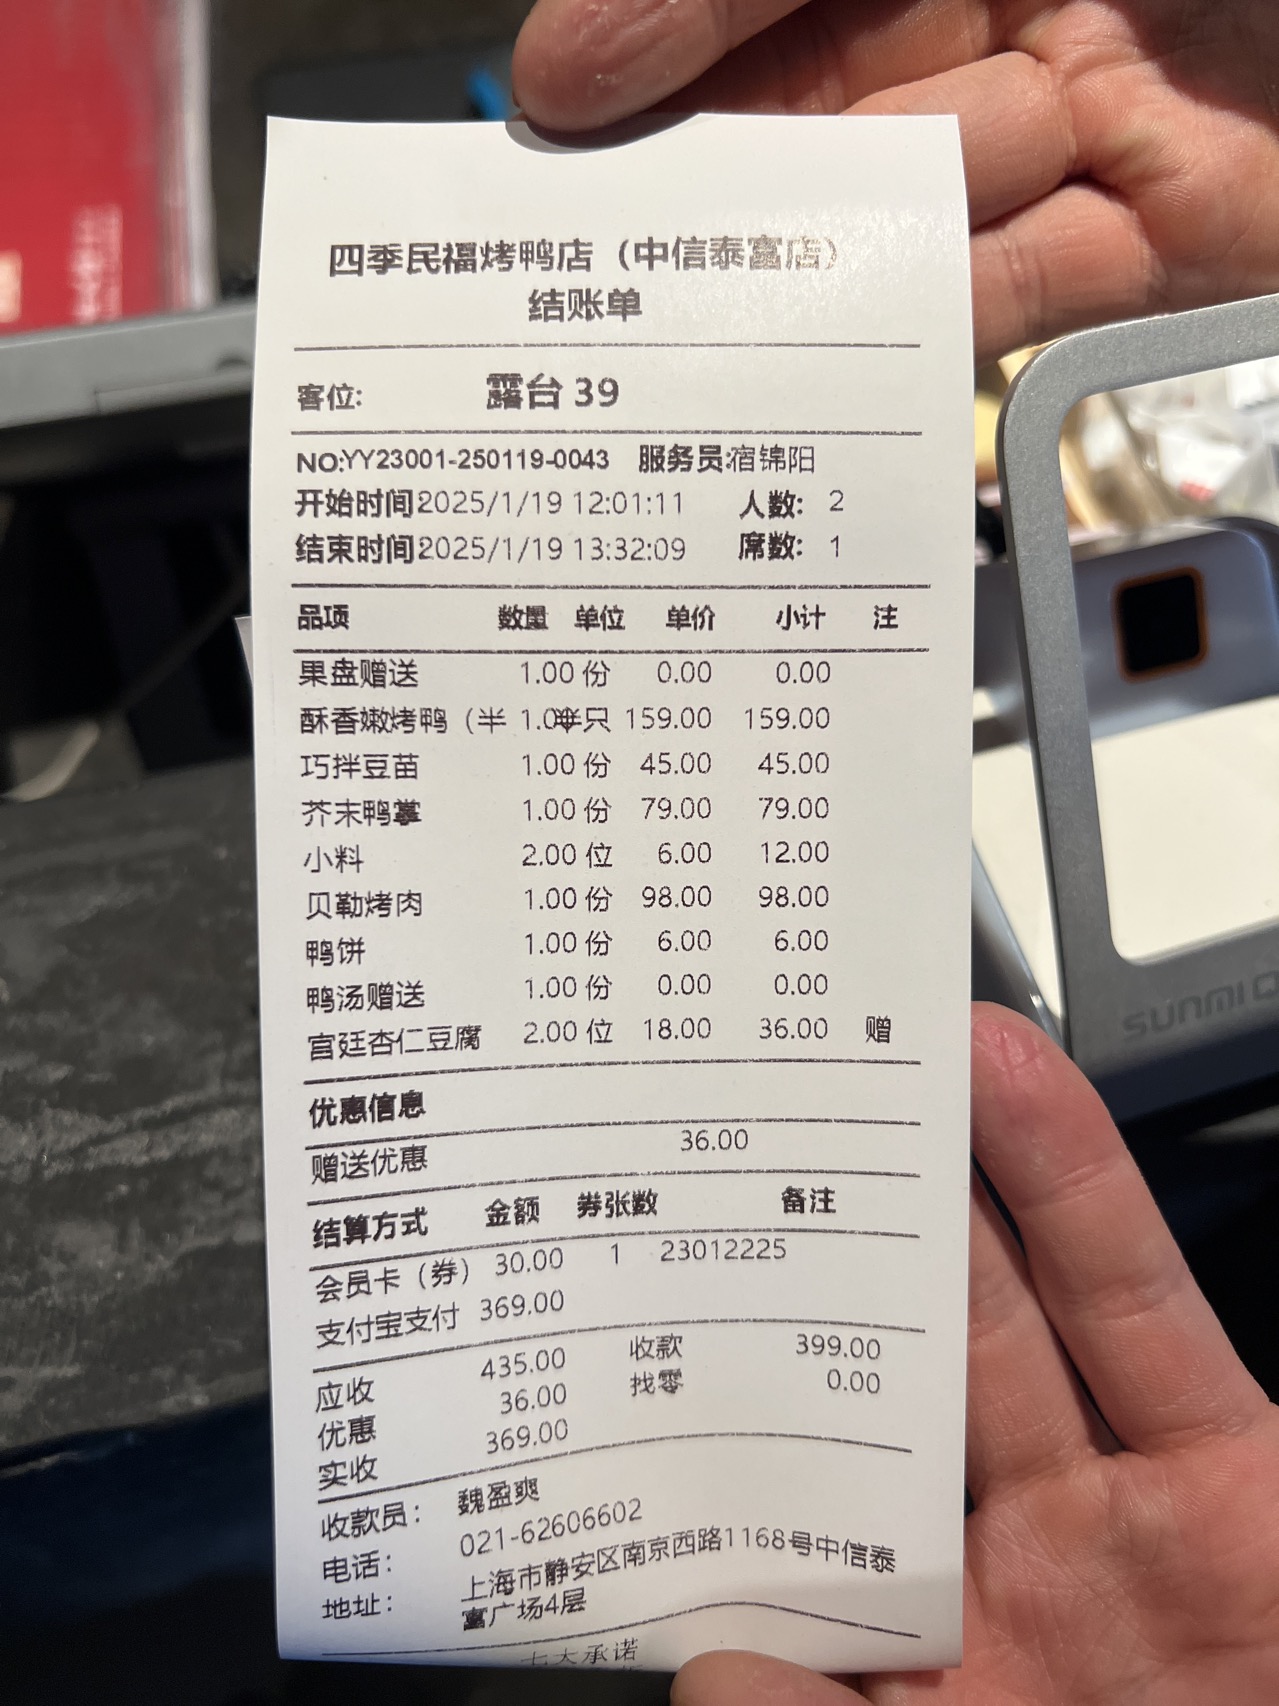 四季民福烤鸭店（中信泰富店）
结账单
客位: 露台 39
NO:YY23001-250119-0043 服务员:宿锦阳
开始时间2025/1/19 12:01:11 人数: 2
结束时间2025/1/19 13:32:09 席数: 1
品项 数量 单位 单价 小计 注
果盘赠送 1.00 份 0.00 0.00
酥香嫩烤鸭（半 1.00半只 159.00 159.00
巧拌豆苗 1.00 份 45.00 45.00
芥末鸭掌 1.00 份 79.00 79.00
小料 2.00 位 6.00 12.00
贝勒烤肉 1.00 份 98.00 98.00
鸭饼 1.00 份 6.00 6.00
鸭汤赠送 1.00 份 0.00 0.00
宫廷杏仁豆腐 2.00 位 18.00 36.00 赠
优惠信息
赠送优惠 36.00
结算方式 金额 券张数 备注
会员卡（券） 30.00 1 23012225
支付宝支付 369.00
应收 435.00 收款 399.00
优惠 36.00 找零 0.00
实收 369.00
收款员: 魏盈爽
电话: 021-62606602
地址: 上海市静安区南京西路1168号中信泰
富广场4层
七大承诺
SUNMI